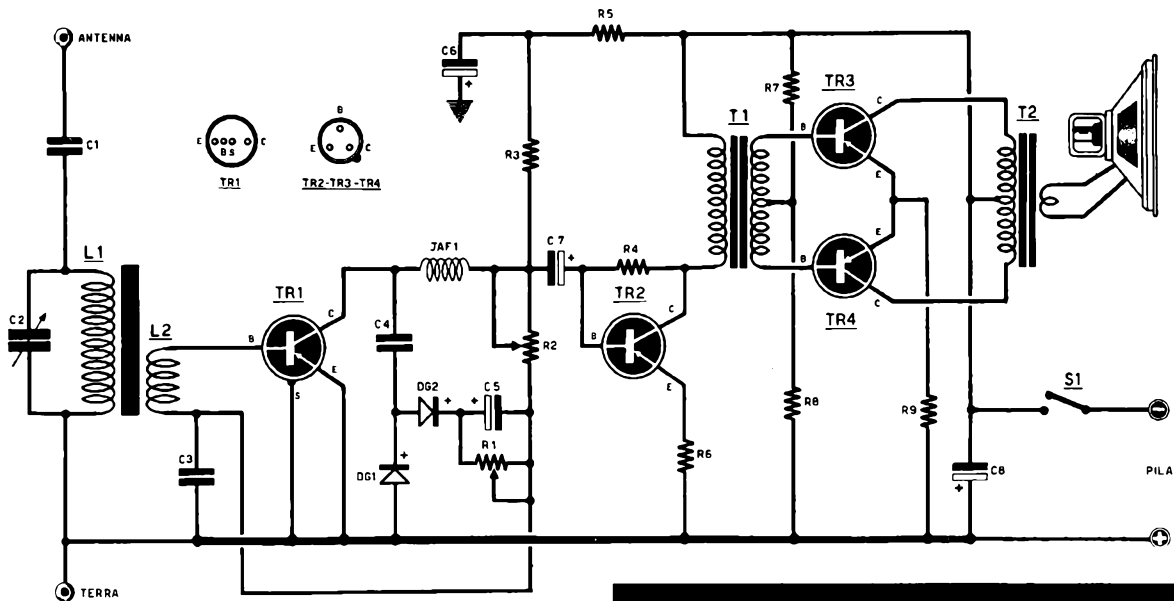 ANTENNA
C1
E B S C
TR1
B
E C
TR2-TR3-TR4
C6
+
R5
R3
R7
TR3
B
C
E
T1
T2
L1
C2
L2
TR1
B
C
E
S
JAF1
C7
+
R4
TR2
B
C
E
R2
C4
DG2
+
+
C5
R1
DG1
+
C3
R6
R8
TR4
B
E
C
R9
S1
C8
+
−
PILA
+
TERRA